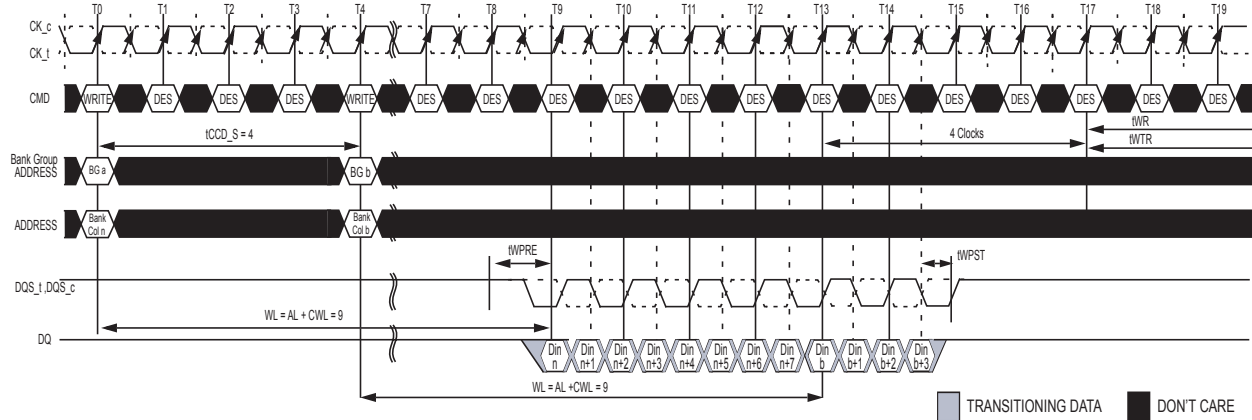 T0 T1 T2 T3 T4 T7 T8 T9 T10 T11 T12 T13 T14 T15 T16 T17 T18 T19
CK_c
CK_t
CMD WRITE DES DES DES WRITE DES DES DES DES DES DES DES DES DES DES DES DES DES
tWR
tCCD_S = 4 4 Clocks
tWTR
Bank Group
ADDRESS BG a BG b
ADDRESS Bank Col n Bank Col b
tWPRE tWPST
DQS_t ,DQS_c
WL = AL + CWL = 9
DQ Din n Din n+1 Din n+2 Din n+3 Din n+4 Din n+5 Din n+6 Din n+7 Din b Din b+1 Din b+2 Din b+3
WL = AL +CWL = 9
TRANSITIONING DATA DON'T CARE